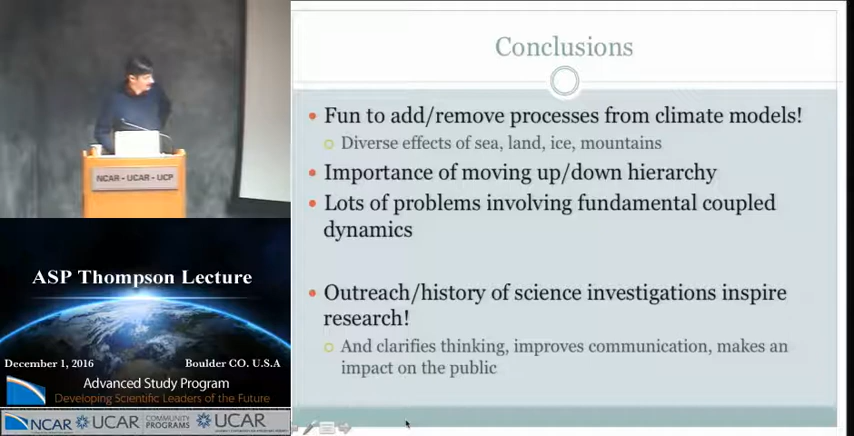 NCAR - UCAR - UCP
ASP Thompson Lecture
December 1, 2016 Boulder CO. U.S.A
Advanced Study Program
Developing Scientific Leaders of the Future
NCAR UCAR COMMUNITY PROGRAMS UCAR
Conclusions
Fun to add/remove processes from climate models!
Diverse effects of sea, land, ice, mountains
Importance of moving up/down hierarchy
Lots of problems involving fundamental coupled
dynamics
Outreach/history of science investigations inspire
research!
And clarifies thinking, improves communication, makes an
impact on the public